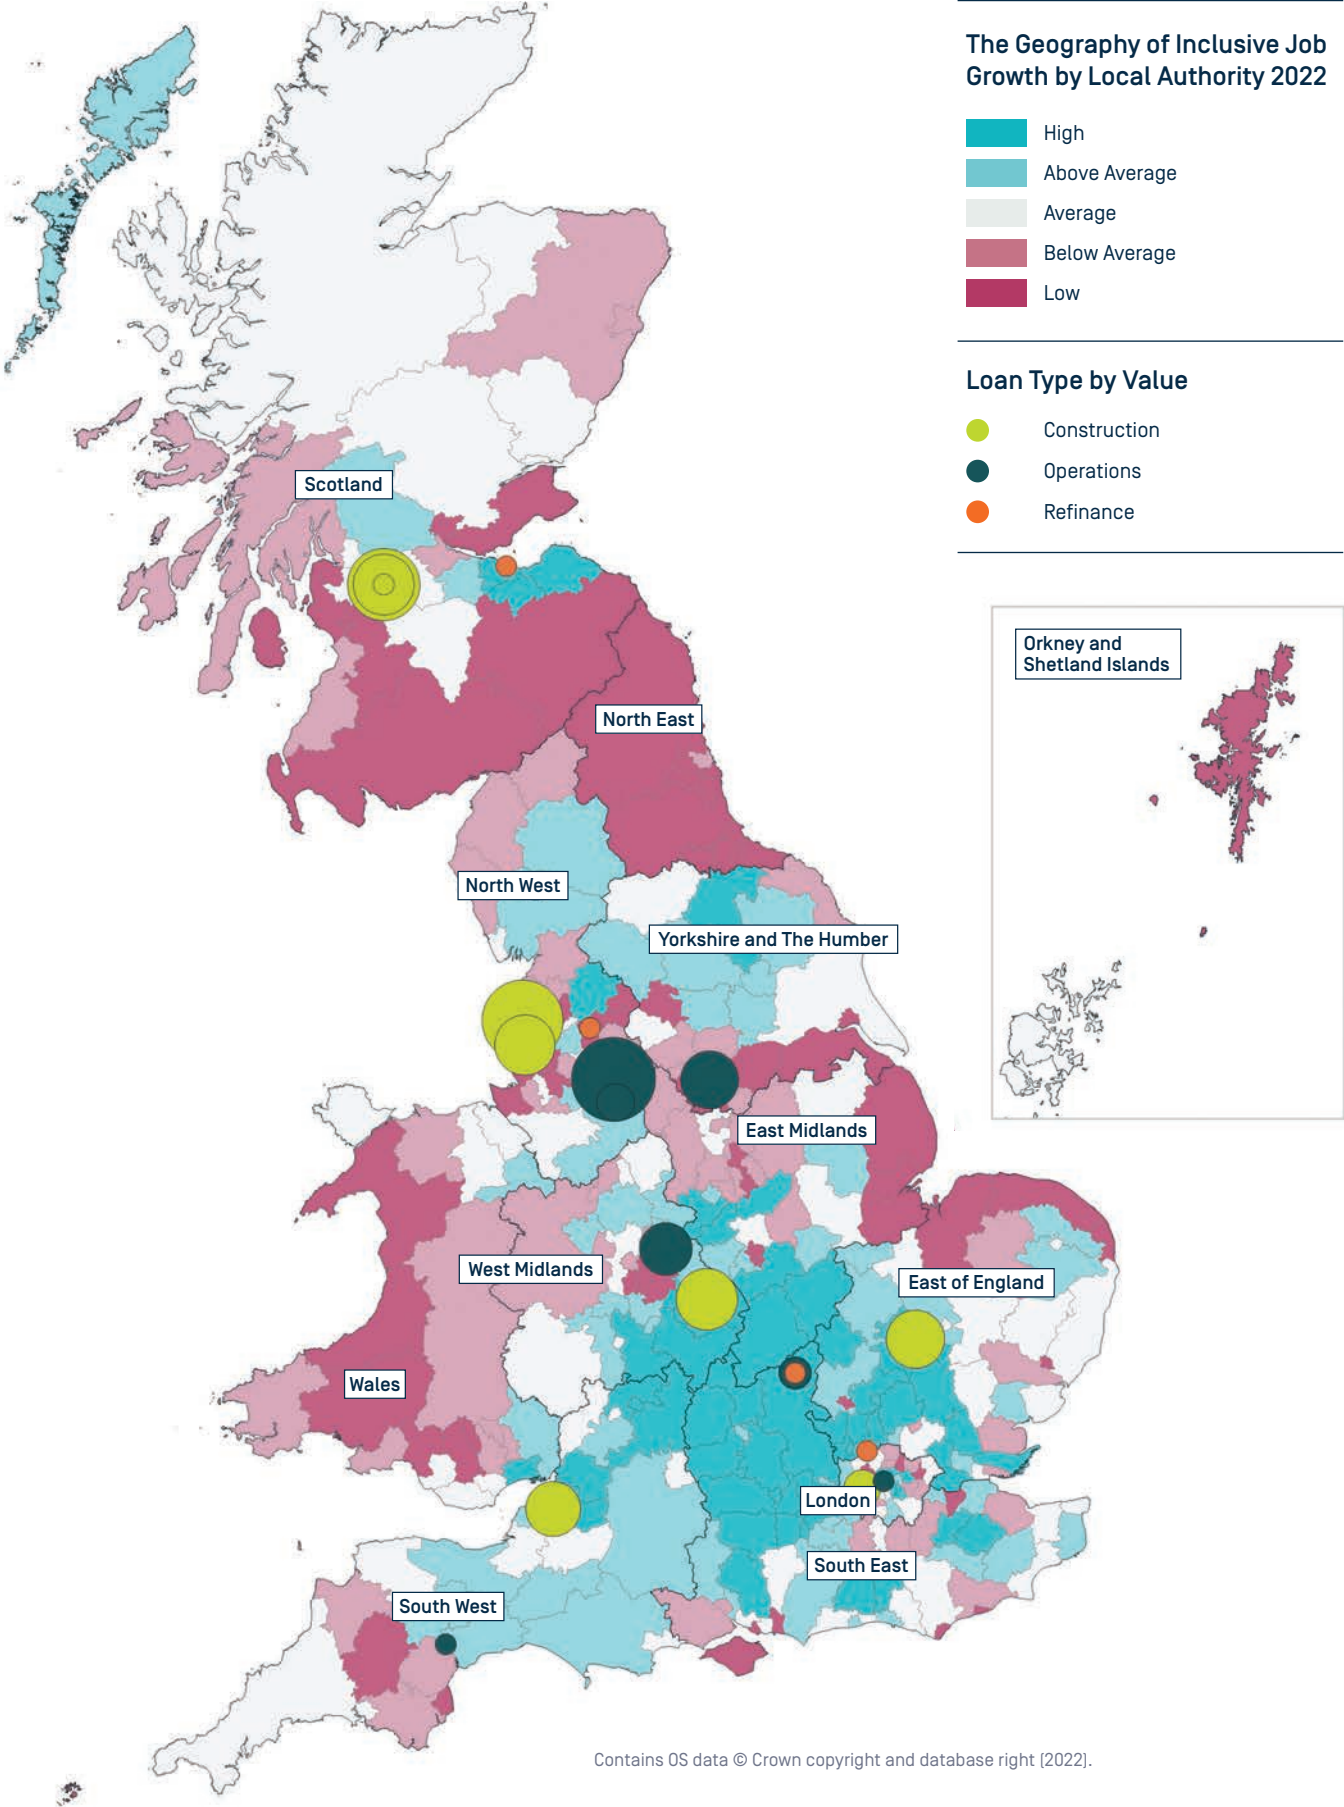 The Geography of Inclusive Job
Growth by Local Authority 2022
High
Above Average
Average
Below Average
Low
Loan Type by Value
Construction
Operations
Refinance
Scotland
Orkney and
Shetland Islands
North East
North West
Yorkshire and The Humber
East Midlands
West Midlands
East of England
Wales
London
South East
South West
Contains OS data © Crown copyright and database right (2022).